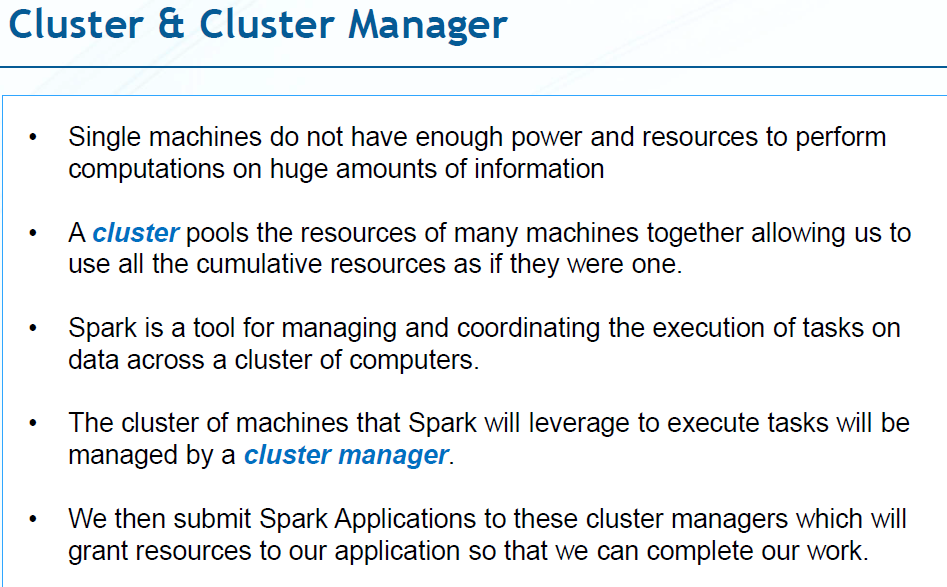 Cluster & Cluster Manager
• Single machines do not have enough power and resources to perform
computations on huge amounts of information
• A cluster pools the resources of many machines together allowing us to
use all the cumulative resources as if they were one.
• Spark is a tool for managing and coordinating the execution of tasks on
data across a cluster of computers.
• The cluster of machines that Spark will leverage to execute tasks will be
managed by a cluster manager.
• We then submit Spark Applications to these cluster managers which will
grant resources to our application so that we can complete our work.